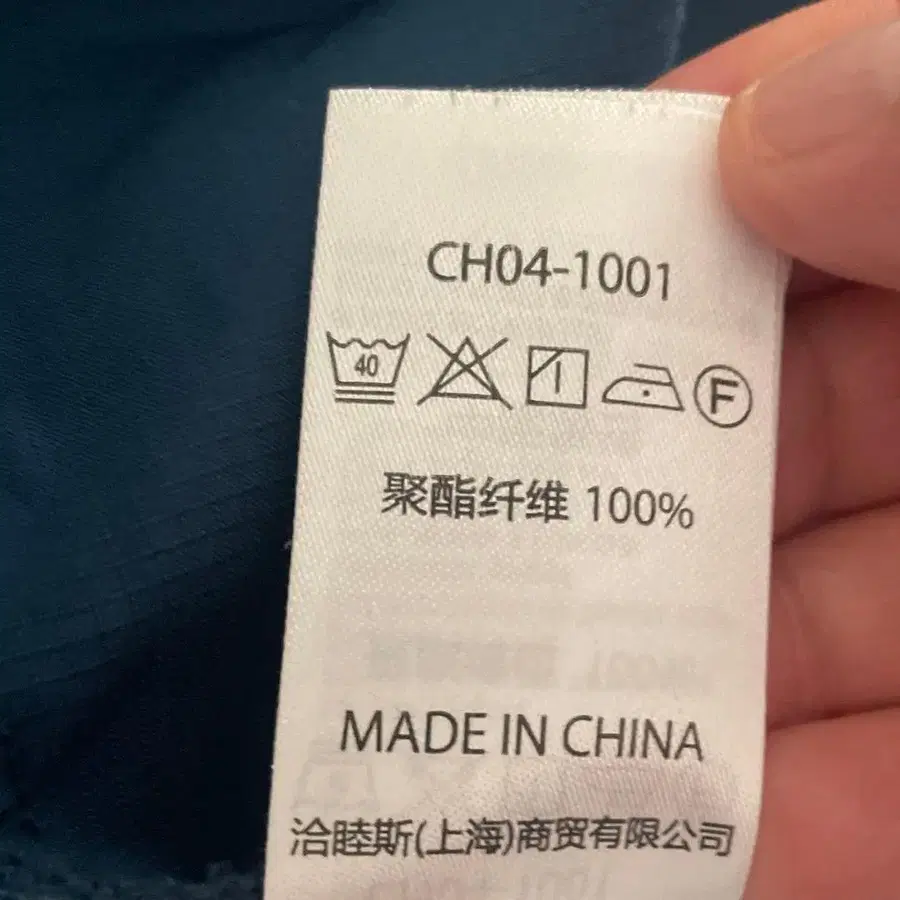 CH04-1001
40 F
聚酯纤维 100%
MADE IN CHINA
洽睦斯(上海)商贸有限公司